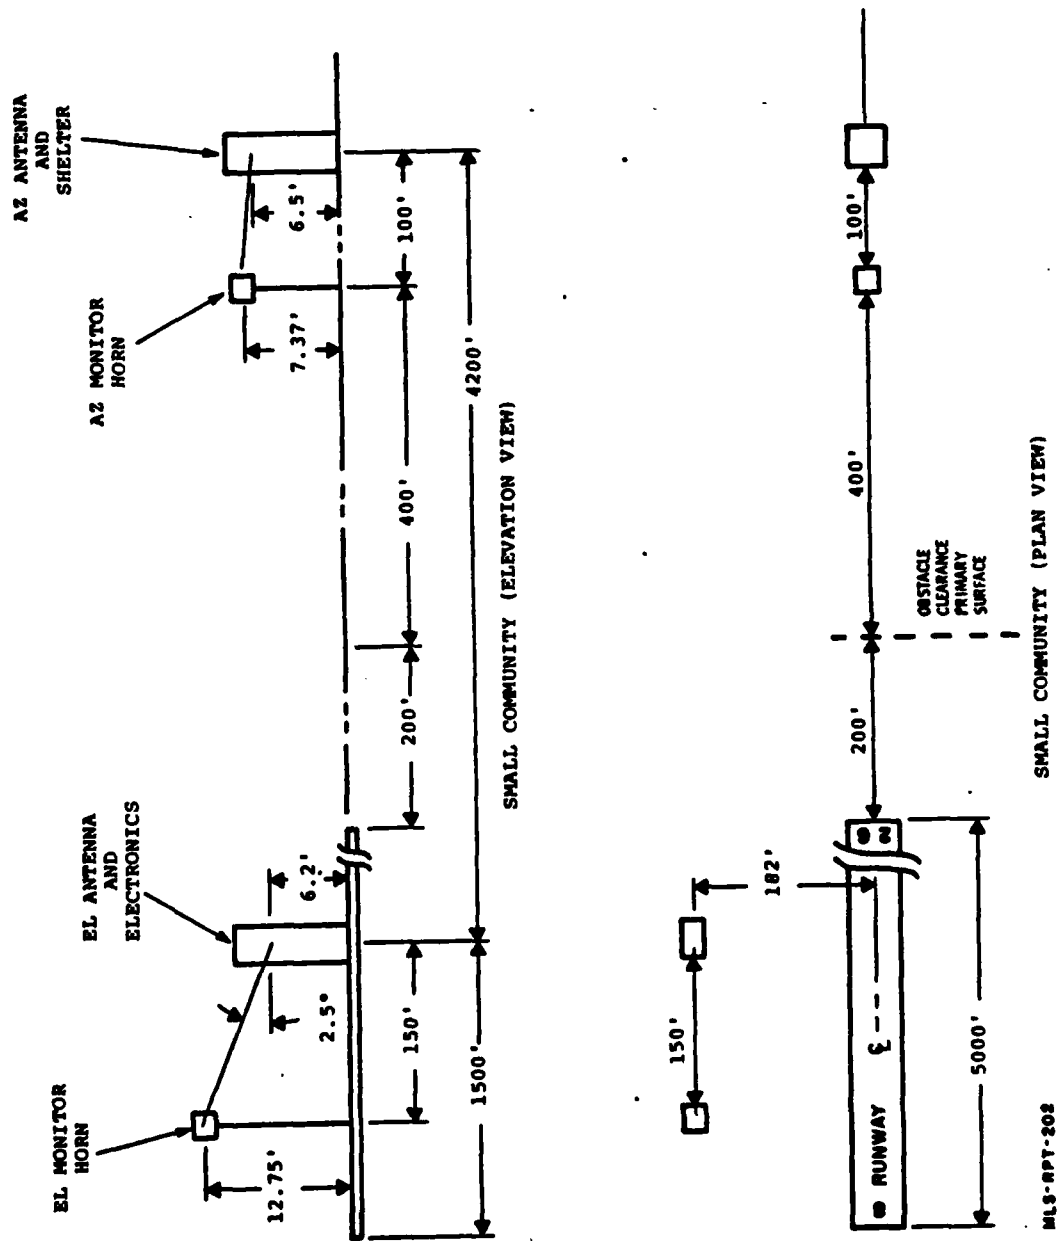 AZ ANTENNA
AND
SHELTER
AZ MONITOR
HORN
6.5'
7.37'
100'
400'
4200'
200'
EL ANTENNA
AND
ELECTRONICS
6.2'
2.5°
EL MONITOR
HORN
12.75'
150'
1500'
SMALL COMMUNITY (ELEVATION VIEW)
100'
400'
OBSTACLE
CLEARANCE
PRIMARY
SURFACE
200'
182'
150'
RUNWAY
5000'
SMALL COMMUNITY (PLAN VIEW)
MLS-RPT-202